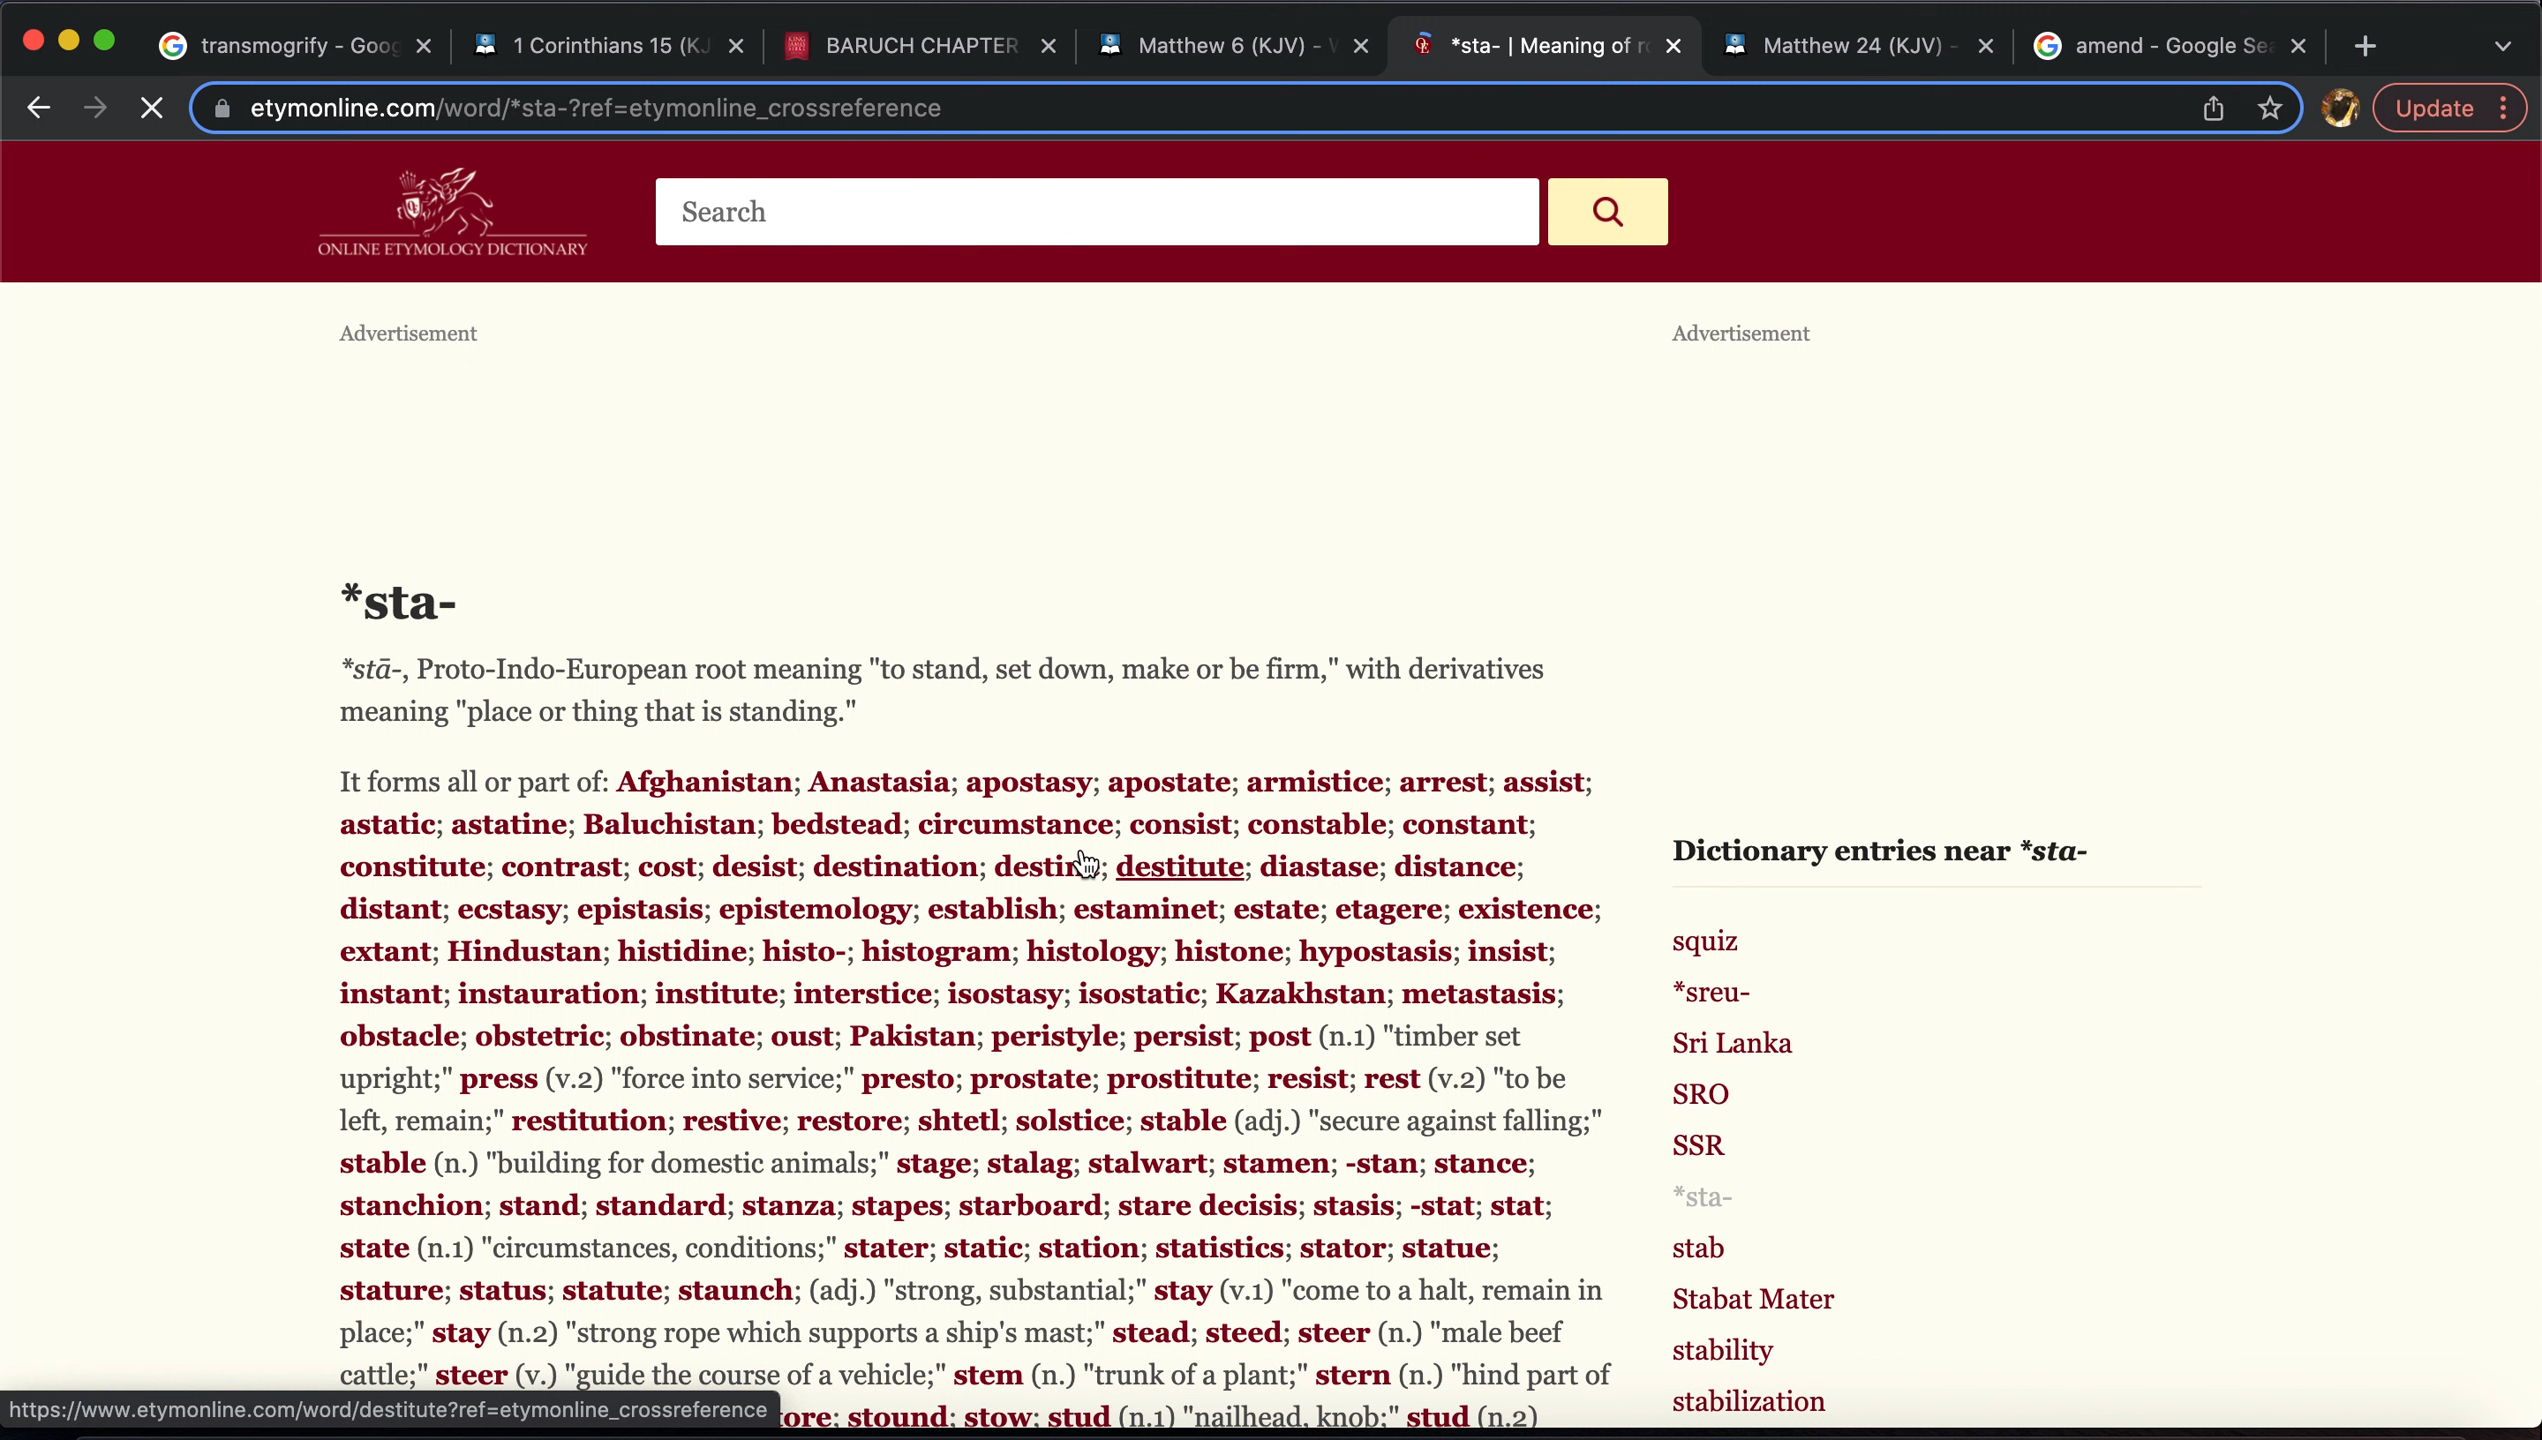 transmogrify - Goog
1 Corinthians 15 (KJ
BARUCH CHAPTER
Matthew 6 (KJV) -
*sta- | Meaning of
Matthew 24 (KJV) -
amend - Google Sea
etymonline.com/word/*sta-?ref=etymonline_crossreference
Update
ONLINE ETYMOLOGY DICTIONARY
Search
Advertisement
Advertisement
*sta-
*stā-, Proto-Indo-European root meaning "to stand, set down, make or be firm," with derivatives
meaning "place or thing that is standing."
It forms all or part of: Afghanistan; Anastasia; apostasy; apostate; armistice; arrest; assist;
astatic; astatine; Baluchistan; bedstead; circumstance; consist; constable; constant;
constitute; contrast; cost; desist; destination; destine; destitute; diastase; distance;
distant; ecstasy; epistasis; epistemology; establish; estaminet; estate; etagere; existence;
extant; Hindustan; histidine; histo-; histogram; histology; histone; hypostasis; insist;
instant; instauration; institute; interstice; isostasy; isostatic; Kazakhstan; metastasis;
obstacle; obstetric; obstinate; oust; Pakistan; peristyle; persist; post (n.1) "timber set
upright;" press (v.2) "force into service;" presto; prostate; prostitute; resist; rest (v.2) "to be
left, remain;" restitution; restive; restore; shtetl; solstice; stable (adj.) "secure against falling;"
stable (n.) "building for domestic animals;" stage; stalag; stalwart; stamen; -stan; stance;
stanchion; stand; standard; stanza; stapes; starboard; stare decisis; stasis; -stat; stat;
state (n.1) "circumstances, conditions;" stater; static; station; statistics; stator; statue;
stature; status; statute; staunch; (adj.) "strong, substantial;" stay (v.1) "come to a halt, remain in
place;" stay (n.2) "strong rope which supports a ship's mast;" stead; steed; steer (n.) "male beef
cattle;" steer (v.) "guide the course of a vehicle;" stem (n.) "trunk of a plant;" stern (n.) "hind part of
ore; stound; stow; stud (n.1) "nailhead, knob;" stud (n.2)
Dictionary entries near *sta-
squiz
*sreu-
Sri Lanka
SRO
SSR
*sta-
stab
Stabat Mater
stability
stabilization
https://www.etymonline.com/word/destitute?ref=etymonline_crossreference